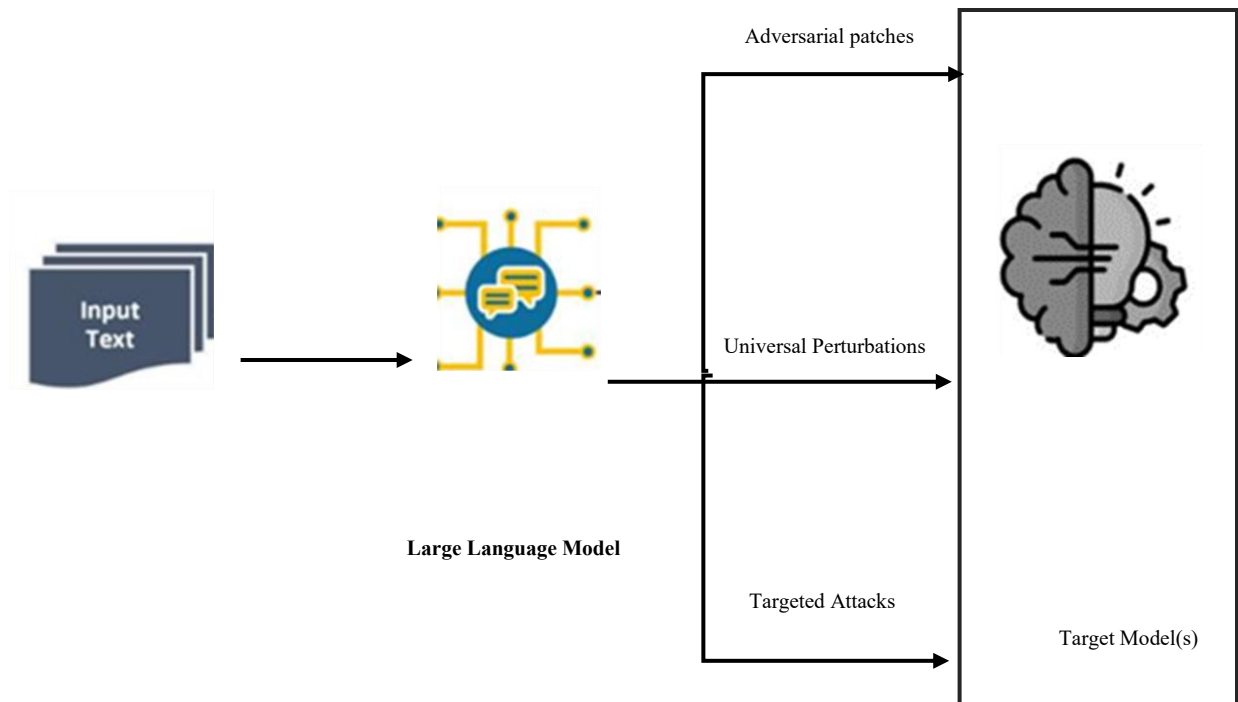 Adversarial patches
Input
Text
Universal Perturbations
Large Language Model
Targeted Attacks
Target Model(s)